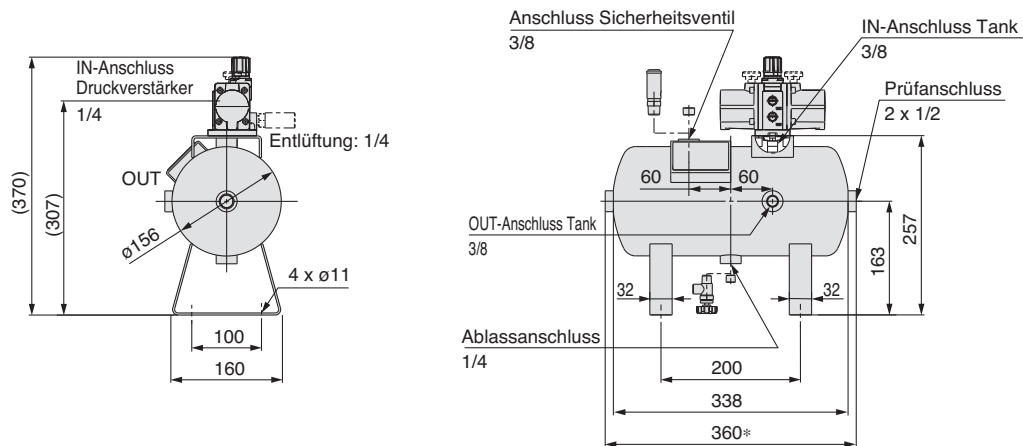 IN-Anschluss
Druckverstärker
1/4
Entlüftung: 1/4
OUT
(370)
(307)
ø156
4 x ø11
100
160
Anschluss Sicherheitsventil
3/8
IN-Anschluss Tank
3/8
Prüfanschluss
2 x 1/2
60
60
OUT-Anschluss Tank
3/8
163
257
32
32
Ablassanschluss
1/4
200
338
360*